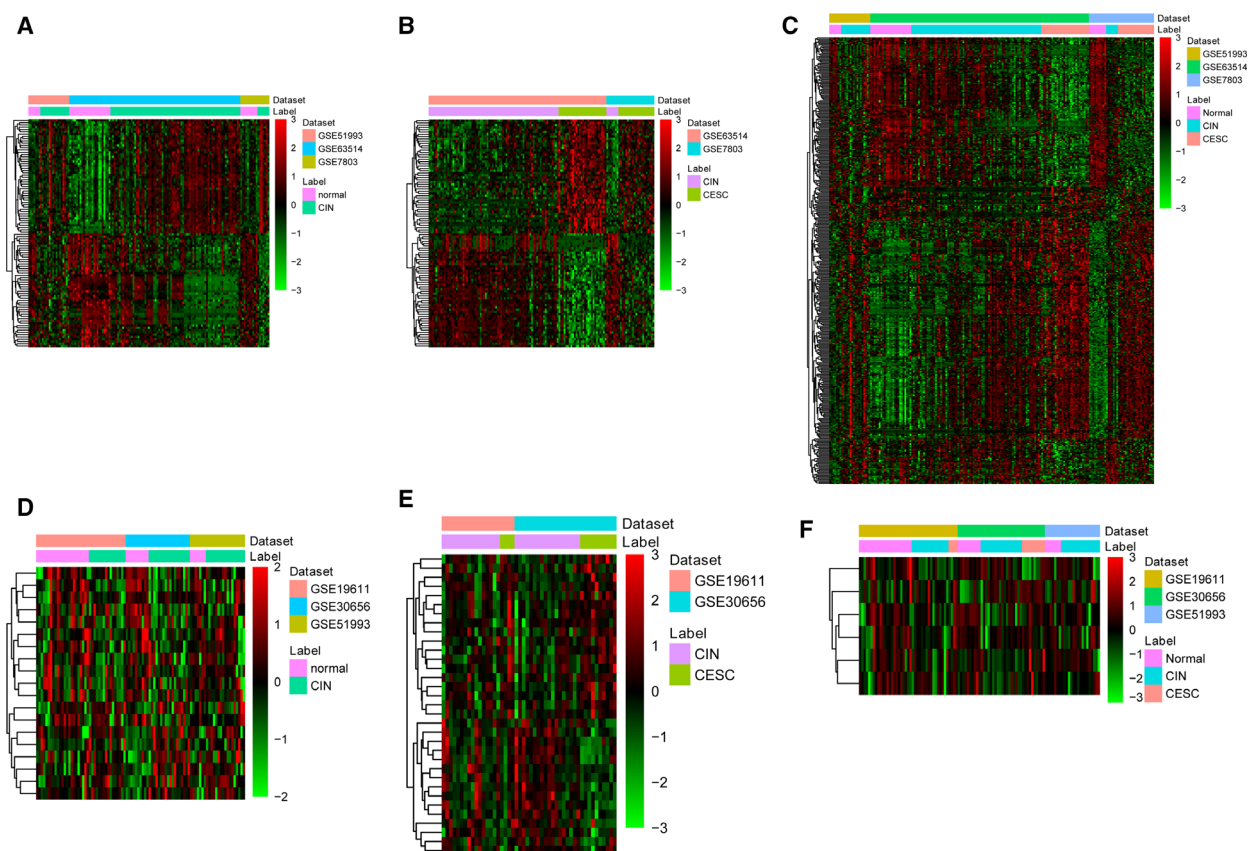 A
Dataset
Label
3
2
1
0
−1
−2
−3
Dataset
GSE51993
GSE63514
GSE7803
Label
normal
CIN
B
Dataset
Label
3
2
1
0
−1
−2
−3
Dataset
GSE63514
GSE7803
Label
CIN
CESC
C
Dataset
Label
3
2
1
0
−1
−2
−3
Dataset
GSE51993
GSE63514
GSE7803
Label
Normal
CIN
CESC
D
Dataset
Label
2
1
0
−1
−2
Dataset
GSE19611
GSE30656
GSE51993
Label
normal
CIN
E
Dataset
Label
3
2
1
0
−1
−2
−3
Dataset
GSE19611
GSE30656
Label
CIN
CESC
F
Dataset
Label
3
2
1
0
−1
−2
−3
Dataset
GSE19611
GSE30656
GSE51993
Label
Normal
CIN
CESC